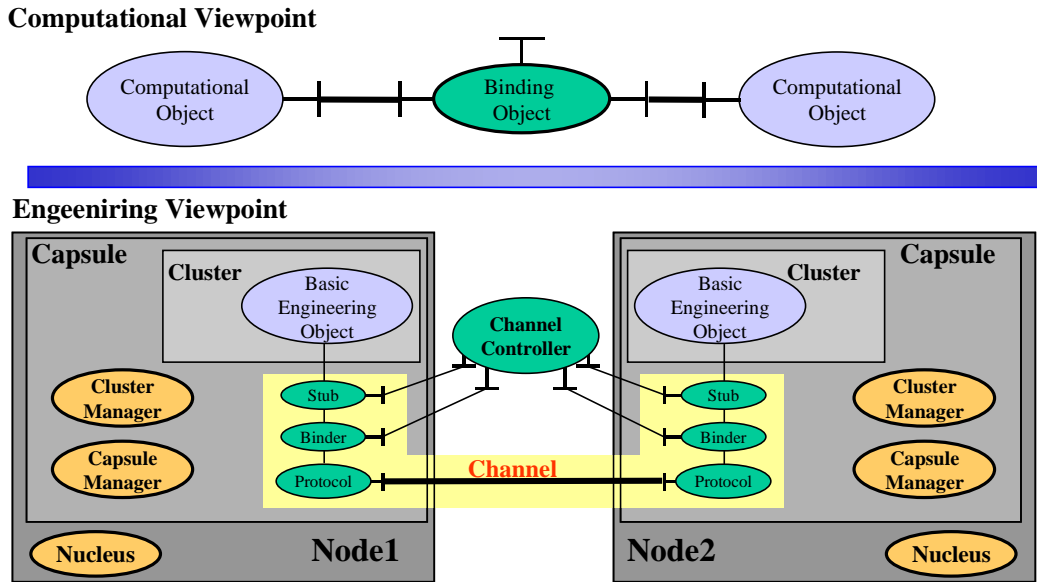 Computational Viewpoint
Computational
Object
Binding
Object
Computational
Object
Engeeniring Viewpoint
Capsule
Cluster
Basic
Engineering
Object
Cluster
Manager
Capsule
Manager
Stub
Binder
Protocol
Nucleus
Node1
Channel
Controller
Channel
Capsule
Cluster
Basic
Engineering
Object
Stub
Binder
Protocol
Cluster
Manager
Capsule
Manager
Node2
Nucleus